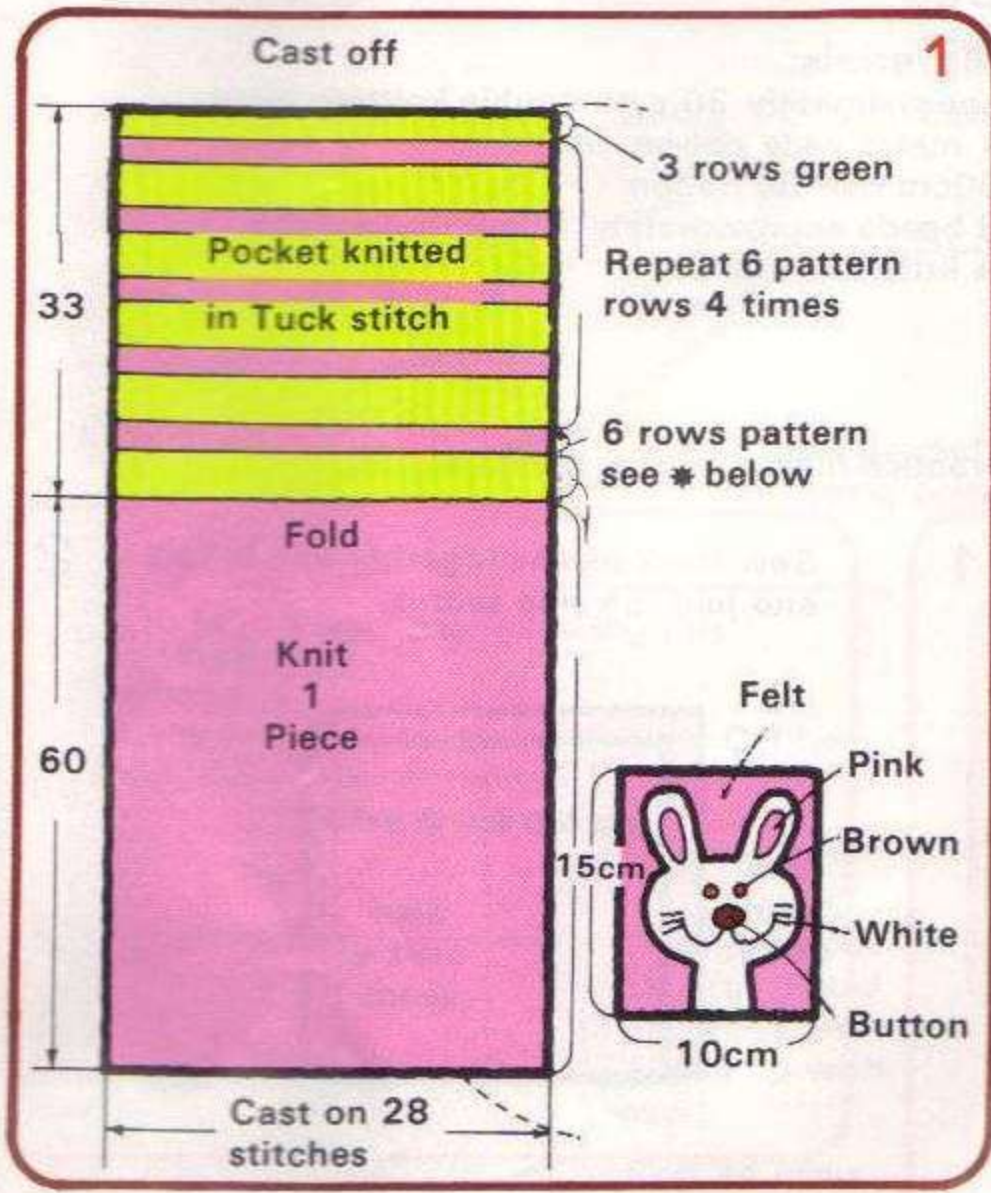 1
Cast off
3 rows green
Pocket knitted
in Tuck stitch
33
Repeat 6 pattern
rows 4 times
6 rows pattern
see ✱ below
Fold
Knit
1
Piece
60
Felt
Pink
Brown
15cm
White
Button
10cm
Cast on 28
stitches